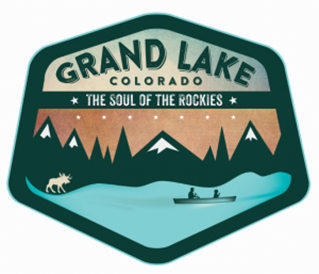 GRAND LAKE
COLORADO
THE SOUL OF THE ROCKIES